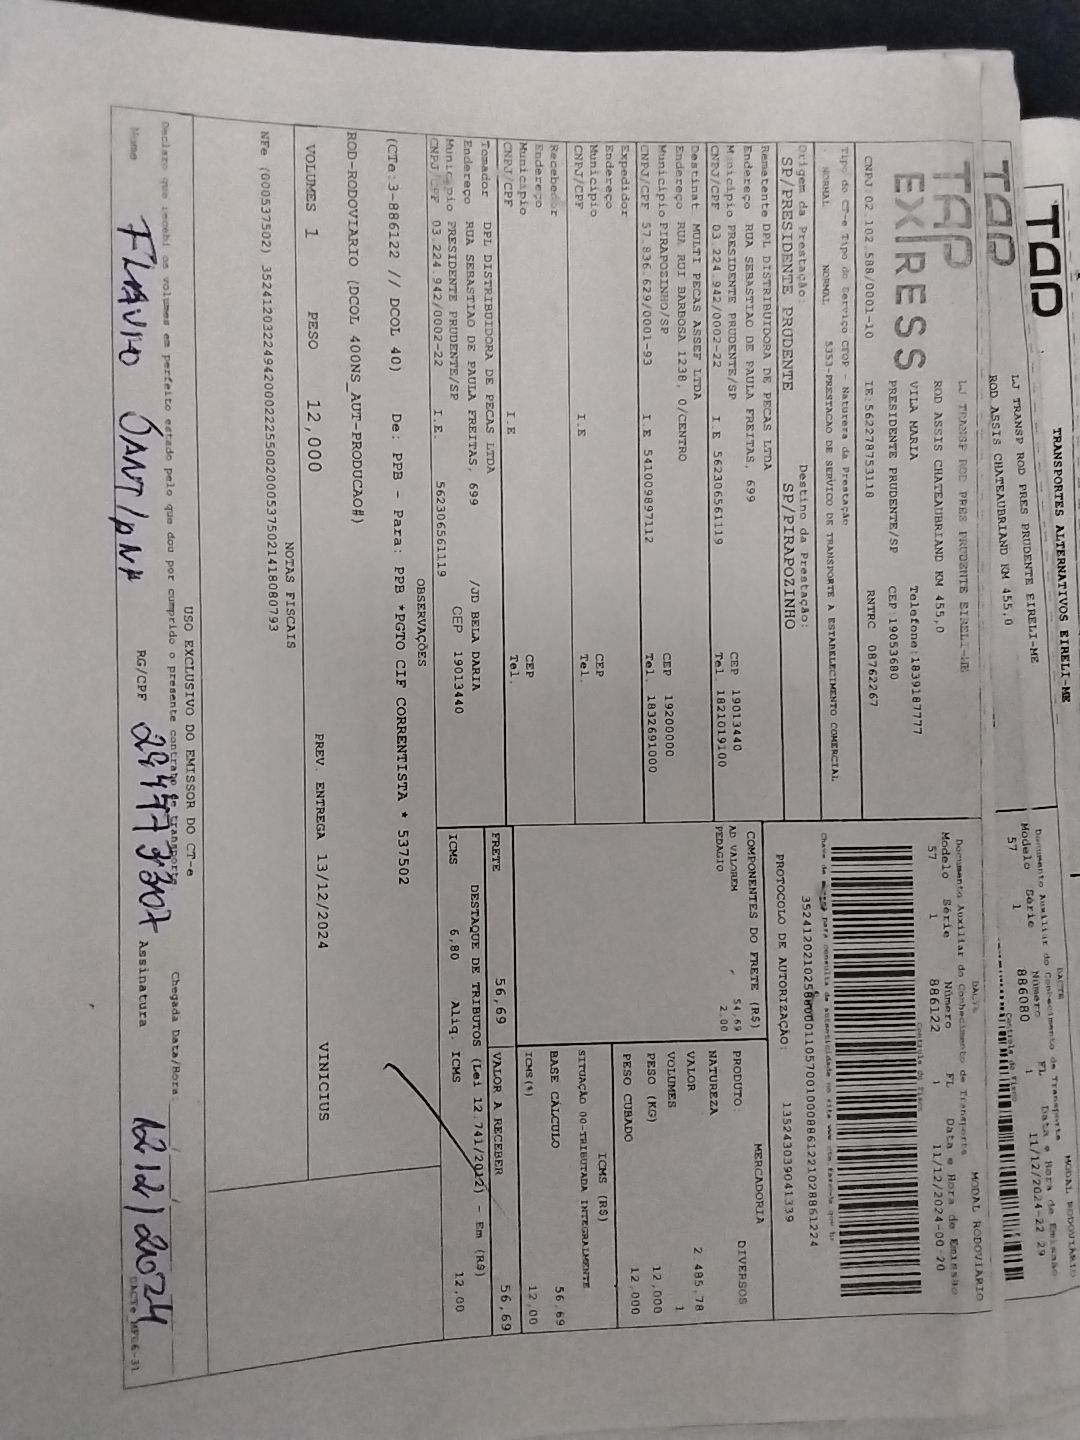 TRANSPORTES ALTERNATIVOS EIRELI-ME
TAP
LJ TRANSP ROD PRES PRUDENTE EIRELI-ME
ROD ASSIS CHATEAUBRIAND KM 455,0
DACTE MODAL RODOVIÁRIO
Documento Auxiliar do Conhecimento de Transporte
Modelo Série Número FL Data e Hora de Emissão
57 1 886080 1 11/12/2024-22 29
Controle do Fisco
TAP
TAP
EXPRESS
LJ TRANSP ROD PRES PRUDENTE EIRELI-ME
ROD ASSIS CHATEAUBRIAND KM 455,0
VILA MARIA Telefone:1839187777
PRESIDENTE PRUDENTE/SP CEP:19053680
CNPJ:02.102.588/0001-10 IE:562278753118 RNTRC 08762267
DACTE MODAL RODOVIÁRIO
Documento Auxiliar do Conhecimento de Transporte
Modelo Série Número FL Data e Hora de Emissão
57 1 886122 1 11/12/2024-00 20
Controle do Fisco
Tipo do CT-e Tipo do Serviço CFOP - Natureza da Prestação
NORMAL NORMAL 5353-PRESTACAO DE SERVICO DE TRANSPORTE A ESTABELECIMENTO COMERCIAL
Origem da Prestação: Destino da Prestação:
SP/PRESIDENTE PRUDENTE SP/PIRAPOZINHO
PROTOCOLO DE AUTORIZAÇÃO: 135243039041339
Remetente DPL DISTRIBUIDORA DE PECAS LTDA
Endereço RUA SEBASTIAO DE PAULA FREITAS, 699
Município PRESIDENTE PRUDENTE/SP CEP 19013440
CNPJ/CPF 03.224.942/0002-22 I.E 562306561119 Tel. 1821019100
Destinat MULTI PECAS ASSEF LTDA
Endereço RUA RUI BARBOSA 1238, 0/CENTRO
Município PIRAPOZINHO/SP CEP 19200000
CNPJ/CPF 57.836.629/0001-93 I.E 541009897112 Tel. 1832691000
Expedidor
Endereço
Município CEP
CNPJ/CPF I.E Tel.
Recebedor
Endereço
Município CEP
CNPJ/CPF I.E Tel.
Tomador DPL DISTRIBUIDORA DE PECAS LTDA
Endereço RUA SEBASTIAO DE PAULA FREITAS, 699 /JD BELA DARIA
Município PRESIDENTE PRUDENTE/SP CEP 19013440
CNPJ/CPF 03.224.942/0002-22 I.E. 562306561119
COMPONENTES DO FRETE (R$)
AD VALOREM 54,69
PEDAGIO 2,00
MERCADORIA
PRODUTO: DIVERSOS
NATUREZA
VALOR 2.485,78
VOLUMES 1
PESO (KG) 12,000
PESO CUBADO 12,000
ICMS (R$)
SITUAÇÃO 00-TRIBUTADA INTEGRALMENTE
BASE CÁLCULO 56,69
ICMS(%) 12,00
FRETE 56,69 VALOR A RECEBER 56,69
DESTAQUE DE TRIBUTOS (Lei 12.741/2012) - Em (R$)
ICMS 6,80 Aliq. ICMS 12,00
OBSERVAÇÕES
(CTe:3-886122 // DCOL 40) De: PPB - Para: PPB *PGTO CIF CORRENTISTA * 537502
ROD-RODOVIARIO (DCOL 400NS_AUT-PRODUCAO#)
VOLUMES 1 PESO 12,000 PREV. ENTREGA 13/12/2024 VINICIUS
NOTAS FISCAIS
NFe (000537502) 35241203224942000222550020005375021418080793
USO EXCLUSIVO DO EMISSOR DO CT-e
Declaro que recebi os volumes em perfeito estado pelo que dou por cumprido o presente contrato de transporte Chegada Data/Hora: 12/12/2024
Nome FLAVIO SANT'ANA RG/CPF Assinatura